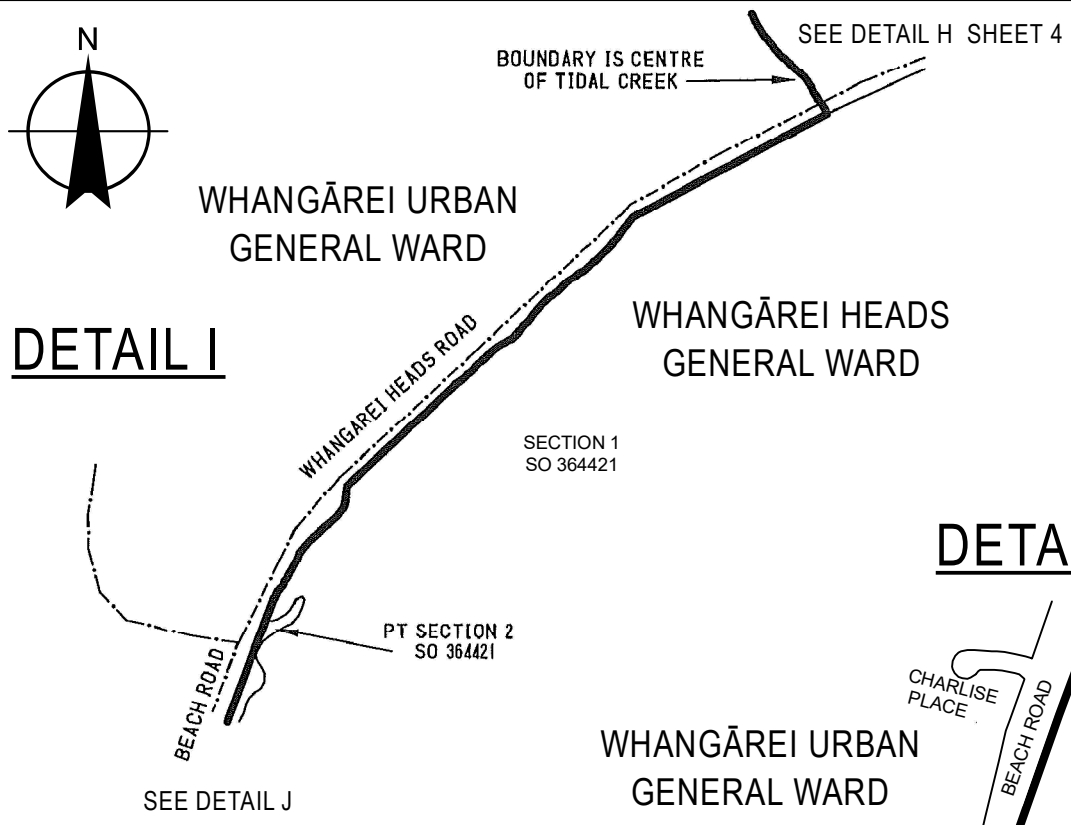 N
SEE DETAIL H SHEET 4
BOUNDARY IS CENTRE
OF TIDAL CREEK
WHANGĀREI URBAN
GENERAL WARD
WHANGĀREI HEADS
GENERAL WARD
DETAIL I
WHANGAREI HEADS ROAD
SECTION 1
SO 364421
PT SECTION 2
SO 364421
BEACH ROAD
SEE DETAIL J
DETA
CHARLISE
PLACE
BEACH ROAD
WHANGĀREI URBAN
GENERAL WARD